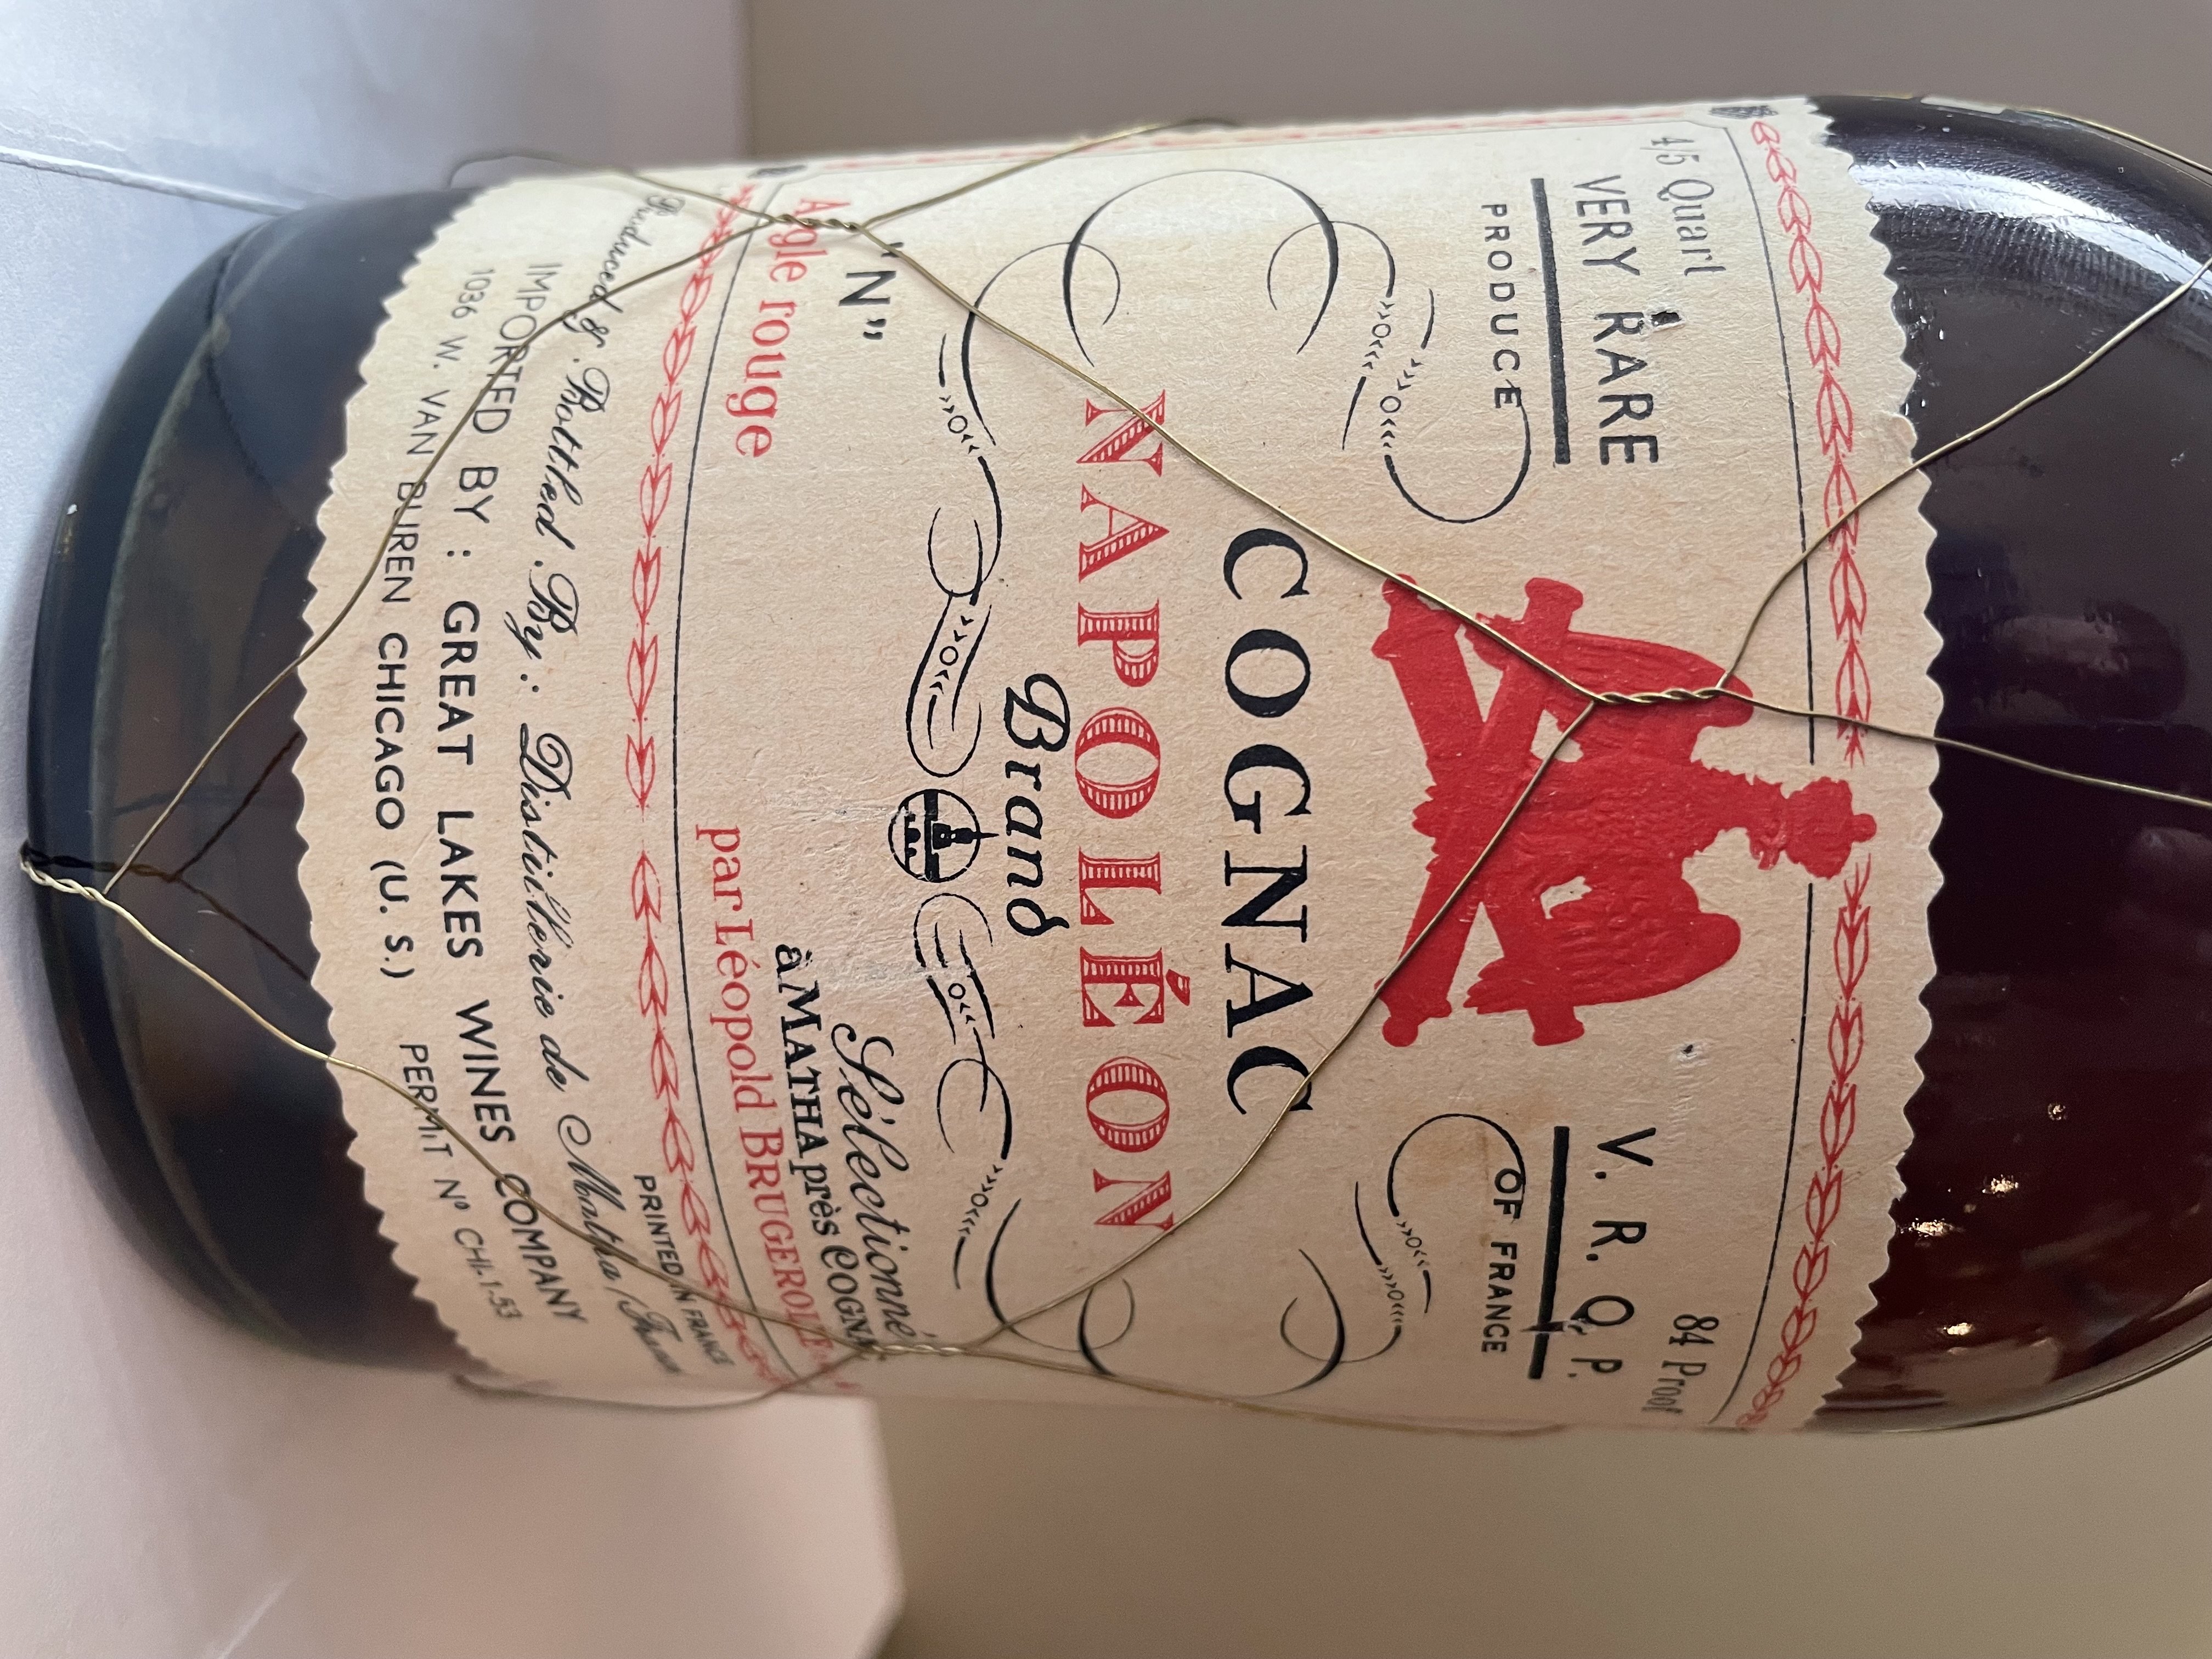 4/5 Quart
84 Proof
VERY RARE
V. R. O. P.
PRODUCE
OF FRANCE
COGNAC
NAPOLÉON
Brand
"N"
Sélectionné
à MATHA près COGNAC
Aigle rouge
par Léopold BRUGEROLLE
PRINTED IN FRANCE
Produced & Bottled By : Distillerie de Matha / France
IMPORTED BY : GREAT LAKES WINES COMPANY
1036 W. VAN BUREN CHICAGO (U. S.) PERMIT Nº CHI-1-53